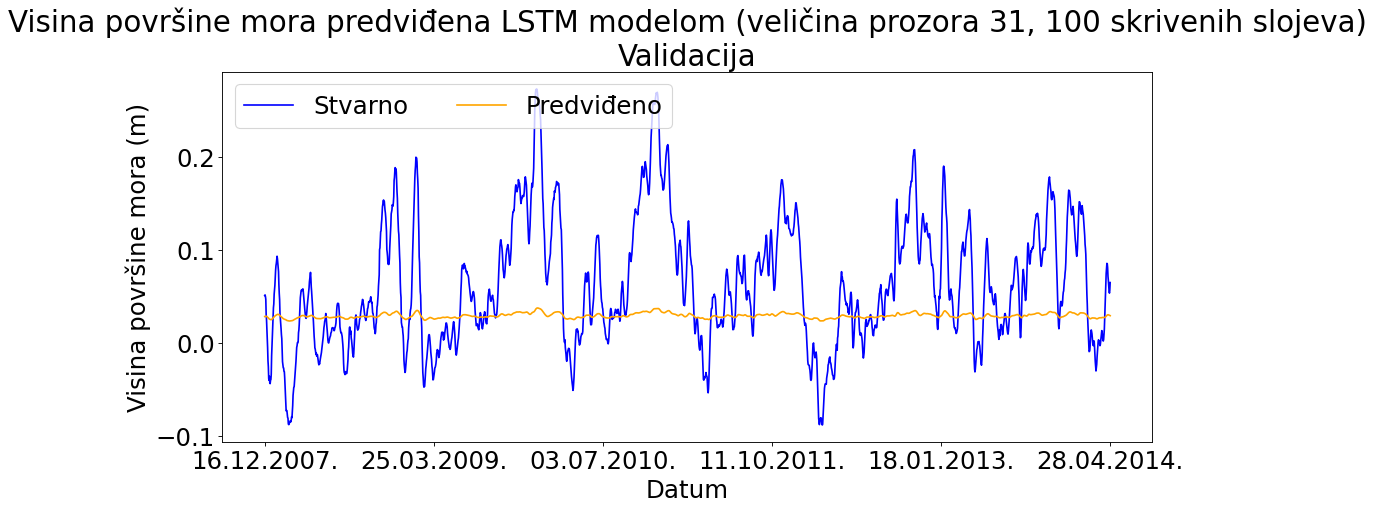 Visina površine mora predviđena LSTM modelom (veličina prozora 31, 100 skrivenih slojeva)
Validacija
Stvarno Predviđeno
Visina površine mora (m)
0.2
0.1
0.0
−0.1
16.12.2007. 25.03.2009. 03.07.2010. 11.10.2011. 18.01.2013. 28.04.2014.
Datum